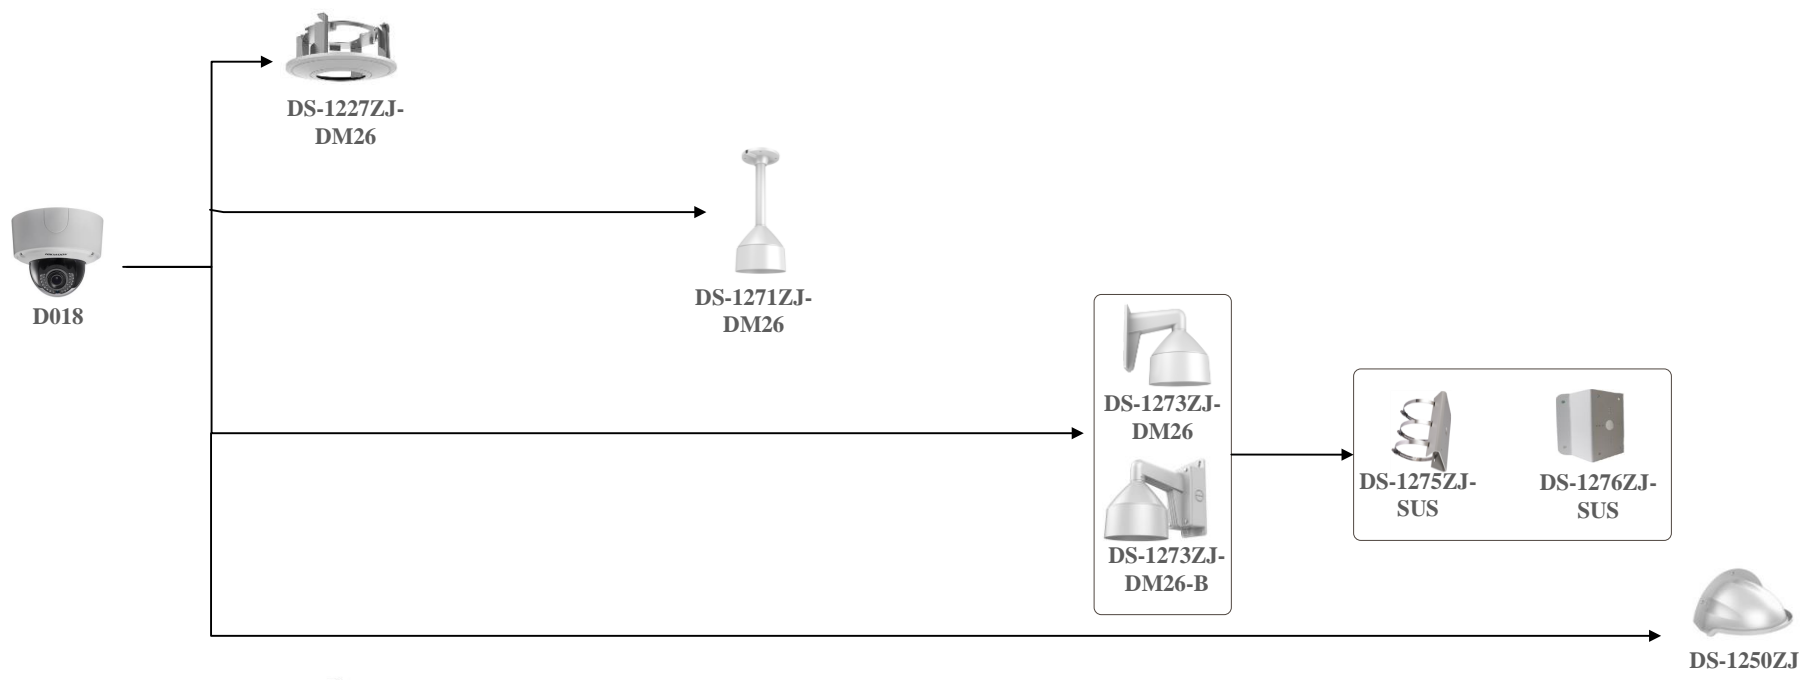 DS-1227ZJ-
DM26
D018
DS-1271ZJ-
DM26
DS-1273ZJ-
DM26
DS-1273ZJ-
DM26-B
DS-1275ZJ-
SUS
DS-1276ZJ-
SUS
DS-1250ZJ